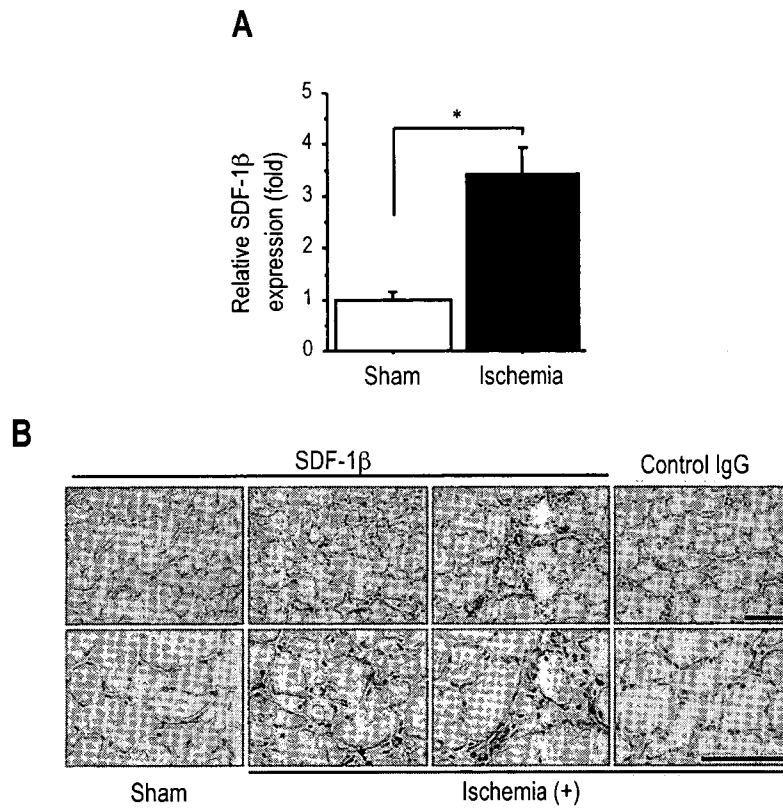 A
5
4
3
2
1
0
Relative SDF-1β
expression (fold)
*
Sham Ischemia
B
SDF-1β Control IgG
Sham Ischemia (+)